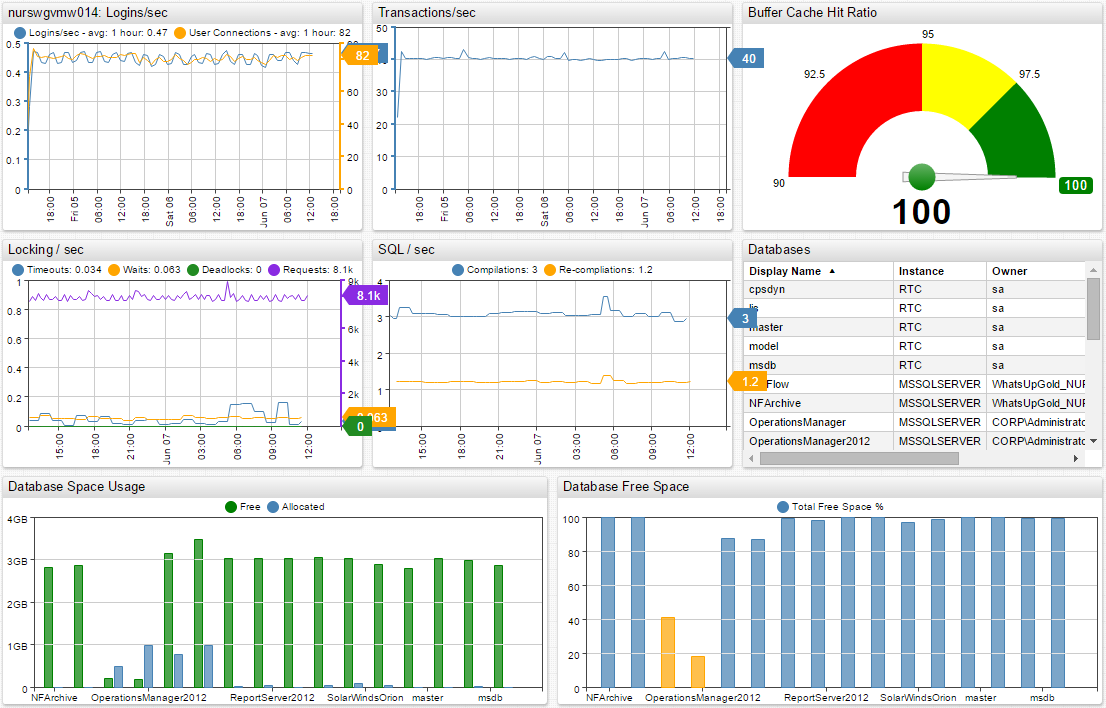 nurswgvmw014: Logins/sec
Logins/sec - avg: 1 hour: 0.47 User Connections - avg: 1 hour: 82
0.5
0.4
0.3
0.2
0.1
0
60
40
20
0
82
18:00 Fri 05 06:00 12:00 18:00 Sat 06 06:00 12:00 18:00 Jun 07 06:00 12:00 18:00
Transactions/sec
50
40
30
20
10
0
40
18:00 Fri 05 06:00 12:00 18:00 Sat 06 06:00 12:00 18:00 Jun 07 06:00 12:00 18:00
Buffer Cache Hit Ratio
95
92.5 97.5
90 100
100
Locking / sec
Timeouts: 0.034 Waits: 0.063 Deadlocks: 0 Requests: 8.1k
1
0.8
0.6
0.4
0.2
0
6k
4k
2k
8.1k
0
15:00 18:00 21:00 Jun 07 03:00 06:00 09:00 12:00
SQL / sec
Compilations: 3 Re-compliations: 1.2
4
3
2
1
3
1.2
15:00 18:00 21:00 Jun 07 03:00 06:00 09:00 12:00
Databases
Display Name ▲ Instance Owner
cpsdyn RTC sa
RTC sa
master RTC sa
model RTC sa
msdb RTC sa
Flow MSSQLSERVER WhatsUpGold_NUR
NFArchive MSSQLSERVER WhatsUpGold_NUR
OperationsManager MSSQLSERVER CORP\Administrato
OperationsManager2012 MSSQLSERVER CORP\Administrato
Database Space Usage
Free Allocated
4GB
3GB
2GB
1GB
0
NFArchive OperationsManager2012 ReportServer2012 SolarWindsOrion master msdb
Database Free Space
Total Free Space %
100
80
60
40
20
0
NFArchive OperationsManager2012 ReportServer2012 SolarWindsOrion master msdb